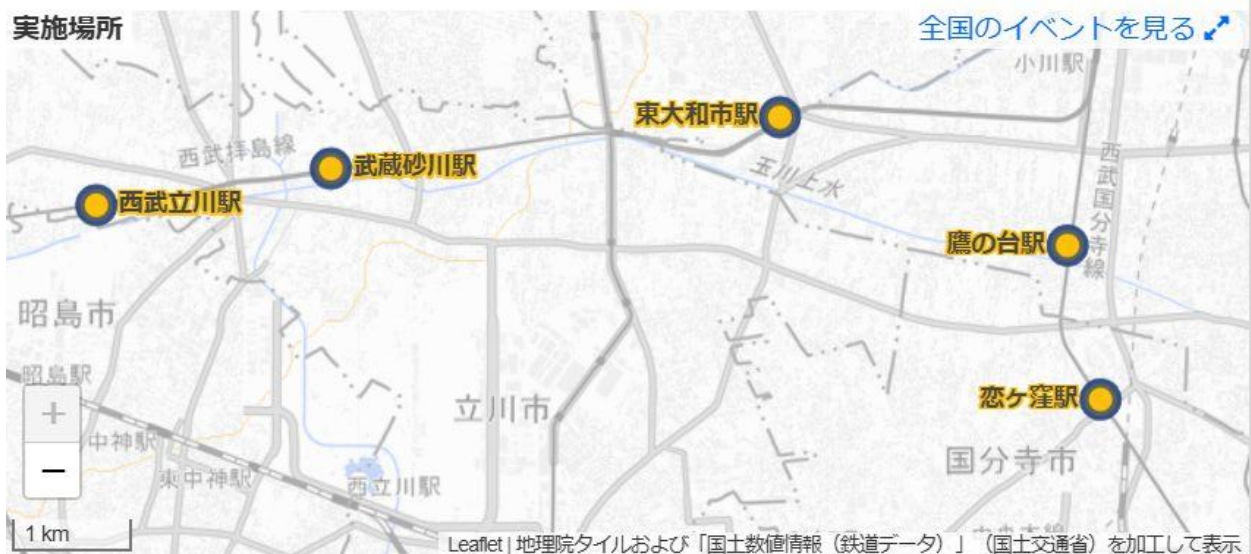 実施場所
全国のイベントを見る
小川駅
東大和市駅
西武拝島線
武蔵砂川駅
玉川上水
西武国分寺線
西武立川駅
鷹の台駅
昭島市
昭島駅
恋ヶ窪駅
+
立川市
中神駅
国分寺市
−
東中神駅
西立川駅
1 km
中央本線
Leaflet | 地理院タイルおよび「国土数値情報（鉄道データ）」（国土交通省）を加工して表示